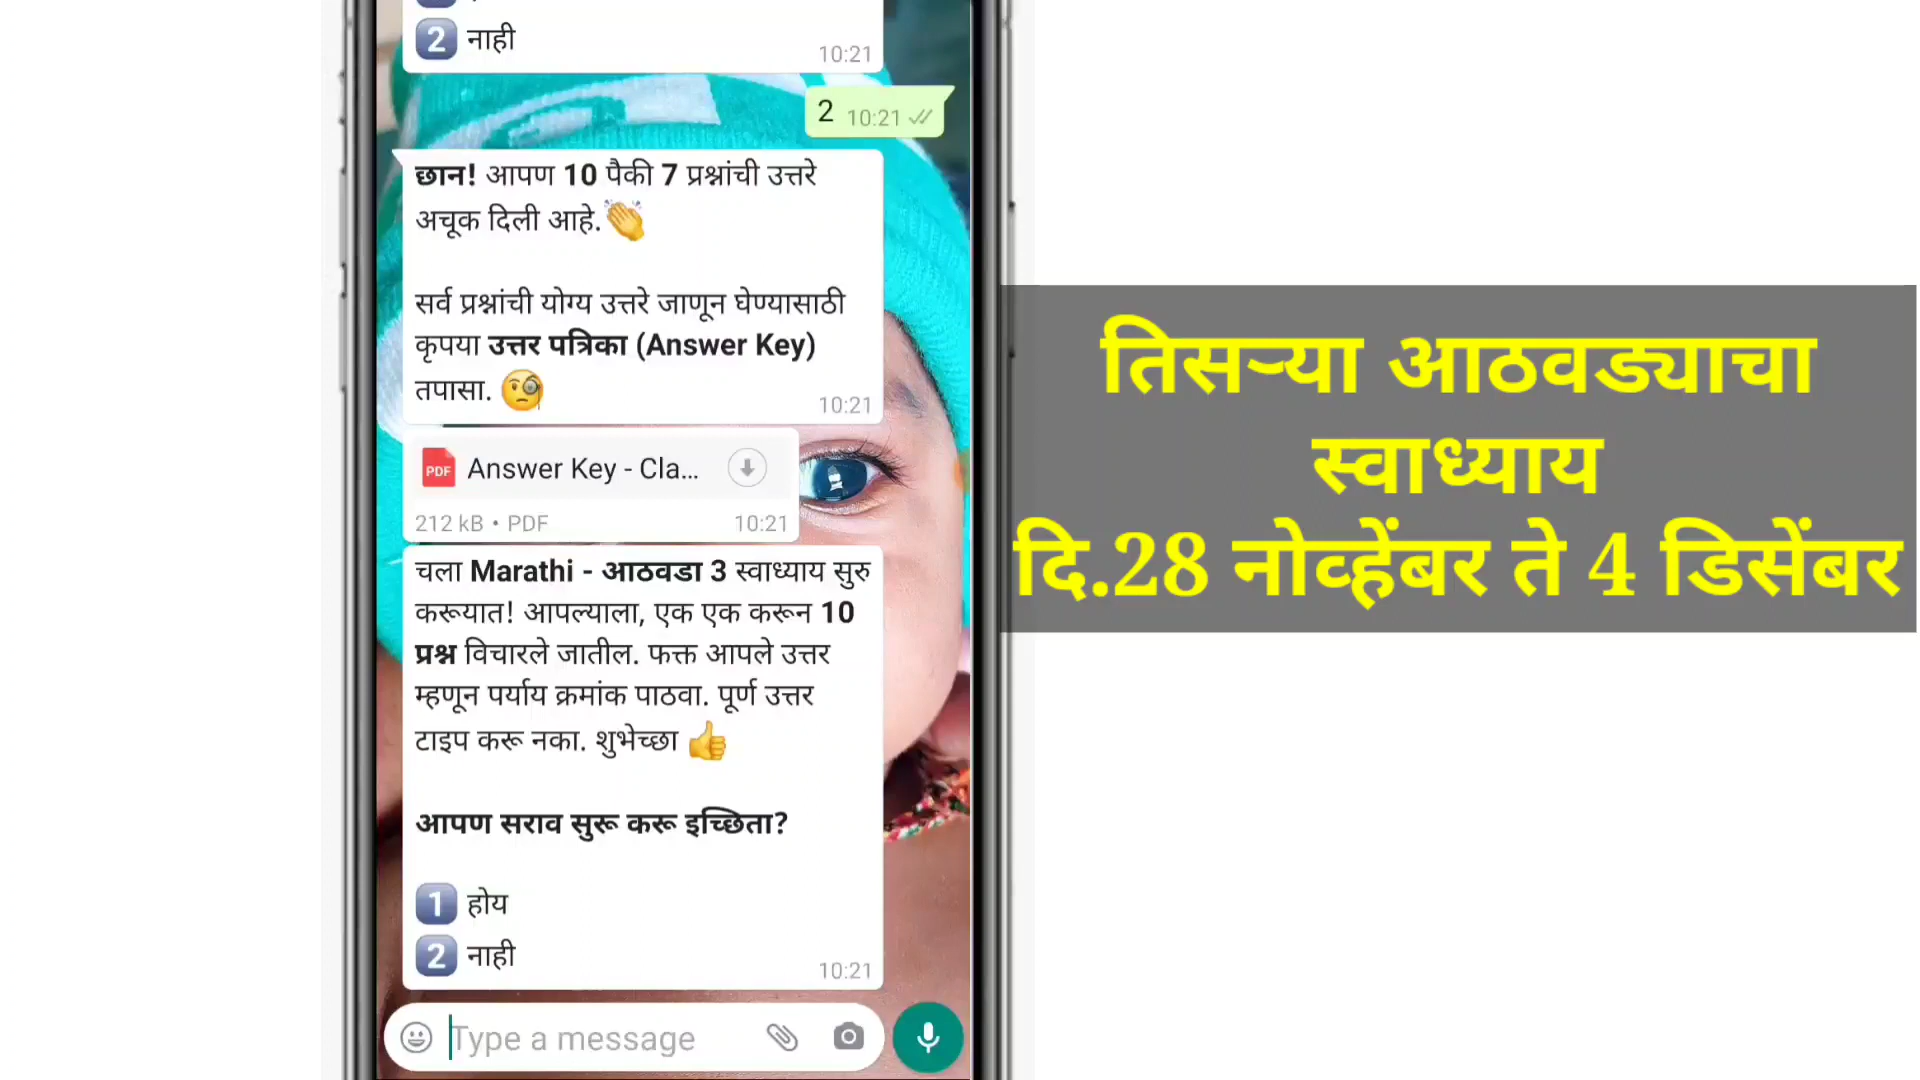 2 नाही
10:21
2 10:21
छान! आपण 10 पैकी 7 प्रश्नांची उत्तरे
अचूक दिली आहे.👏
सर्व प्रश्नांची योग्य उत्तरे जाणून घेण्यासाठी
कृपया उत्तर पत्रिका (Answer Key)
तपासा. 🧐
10:21
PDF Answer Key - Cla...
212 kB • PDF 10:21
चला Marathi - आठवडा 3 स्वाध्याय सुरु
करूयात! आपल्याला, एक एक करून 10
प्रश्न विचारले जातील. फक्त आपले उत्तर
म्हणून पर्याय क्रमांक पाठवा. पूर्ण उत्तर
टाइप करू नका. शुभेच्छा 👍
आपण सराव सुरू करू इच्छिता?
1 होय
2 नाही
10:21
Type a message
तिसऱ्या आठवड्याचा
स्वाध्याय
दि.28 नोव्हेंबर ते 4 डिसेंबर